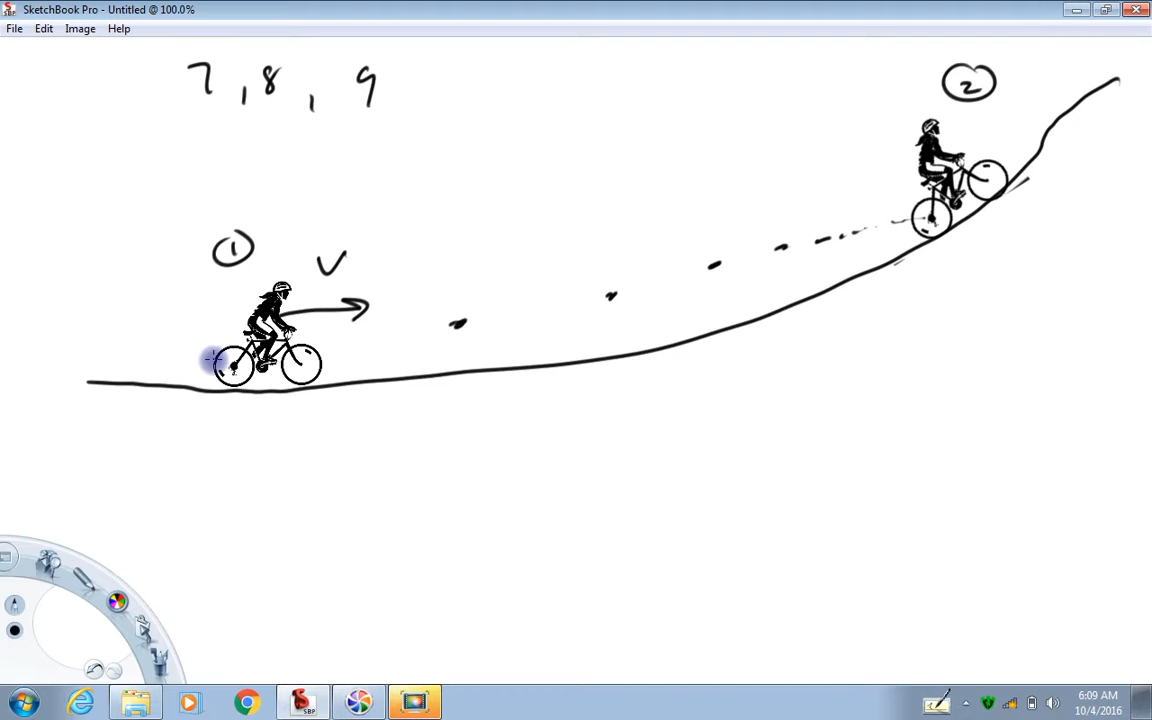 SketchBook Pro - Untitled @ 100.0%
File Edit Image Help
7, 8, 9
2
1
V
SBP
6:09 AM
10/4/2016